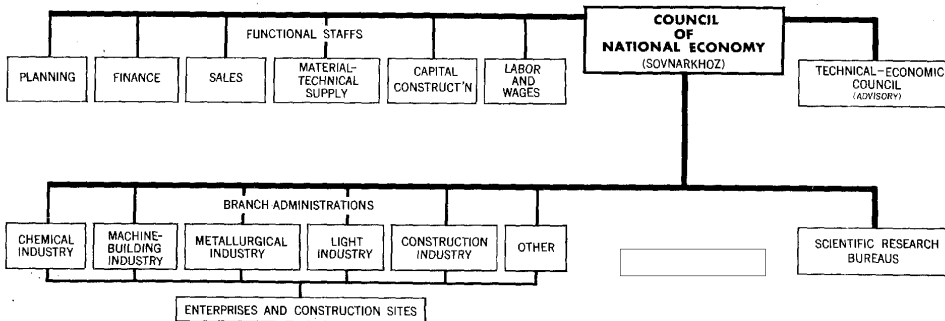 COUNCIL
OF
NATIONAL ECONOMY
(SOVNARKHOZ)
FUNCTIONAL STAFFS
PLANNING
FINANCE
SALES
MATERIAL-
TECHNICAL
SUPPLY
CAPITAL
CONSTRUCT'N
LABOR
AND
WAGES
TECHNICAL-ECONOMIC
COUNCIL
(ADVISORY)
BRANCH ADMINISTRATIONS
CHEMICAL
INDUSTRY
MACHINE-
BUILDING
INDUSTRY
METALLURGICAL
INDUSTRY
LIGHT
INDUSTRY
CONSTRUCTION
INDUSTRY
OTHER
SCIENTIFIC RESEARCH
BUREAUS
ENTERPRISES AND CONSTRUCTION SITES